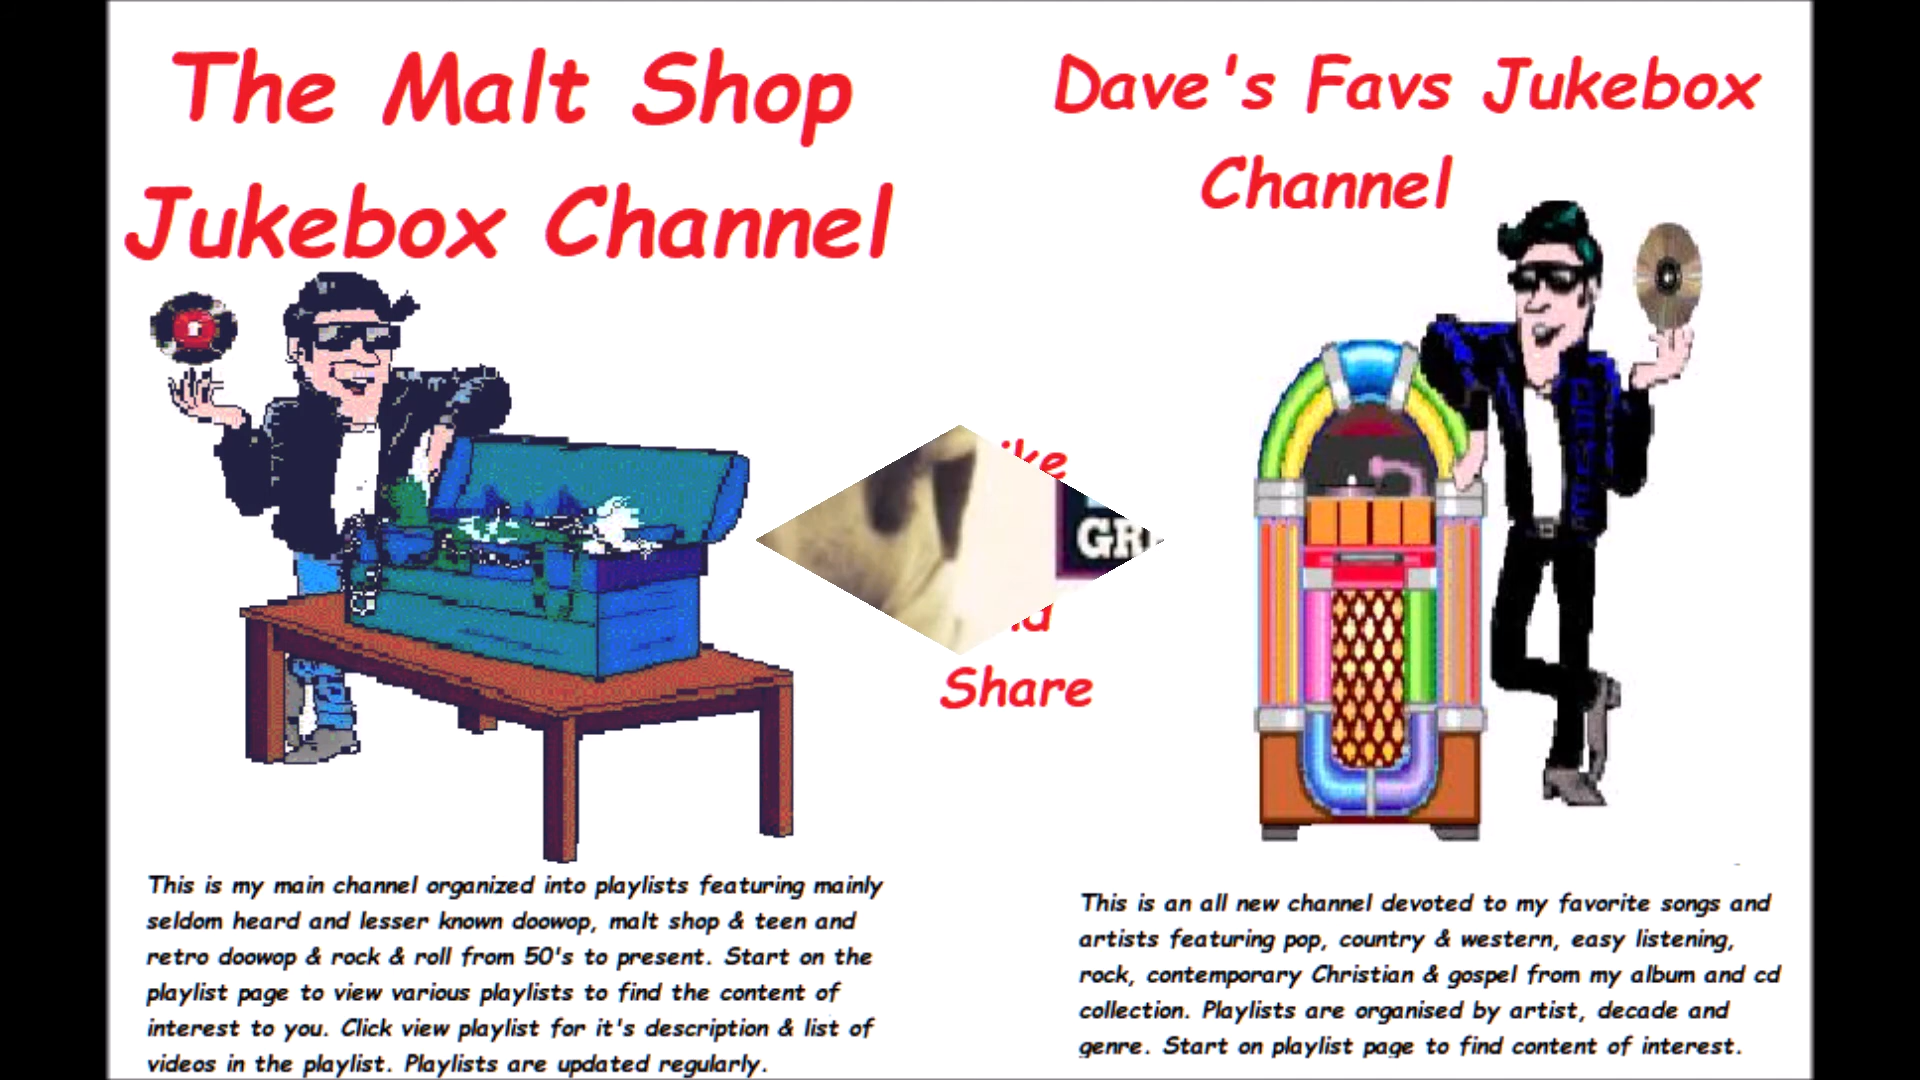 The Malt Shop
Jukebox Channel
This is my main channel organized into playlists featuring mainly
seldom heard and lesser known doowop, malt shop & teen and
retro doowop & rock & roll from 50's to present. Start on the
playlist page to view various playlists to find the content of
interest to you. Click view playlist for it's description & list of
videos in the playlist. Playlists are updated regularly.
Share
Dave's Favs Jukebox
Channel
This is an all new channel devoted to my favorite songs and
artists featuring pop, country & western, easy listening,
rock, contemporary Christian & gospel from my album and cd
collection. Playlists are organised by artist, decade and
genre. Start on playlist page to find content of interest.